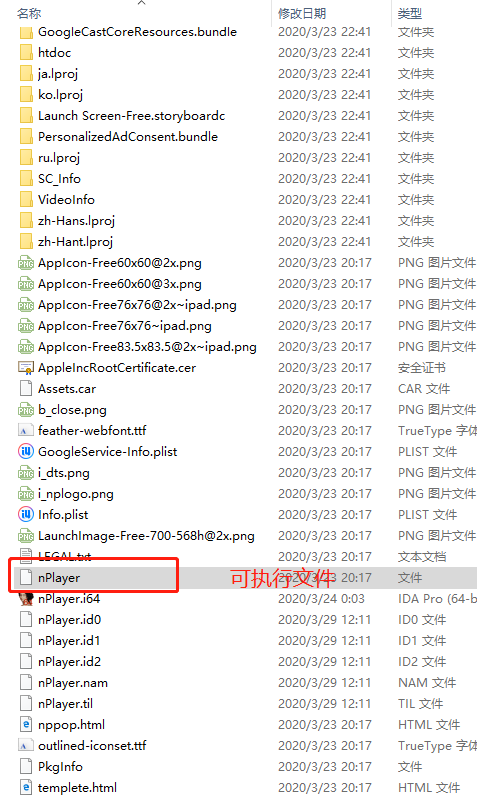 名称 修改日期 类型
GoogleCastCoreResources.bundle 2020/3/23 22:41 文件夹
htdoc 2020/3/23 22:41 文件夹
ja.lproj 2020/3/23 22:41 文件夹
ko.lproj 2020/3/23 22:41 文件夹
Launch Screen-Free.storyboardc 2020/3/23 22:41 文件夹
PersonalizedAdConsent.bundle 2020/3/23 22:41 文件夹
ru.lproj 2020/3/23 22:41 文件夹
SC_Info 2020/3/23 22:41 文件夹
VideoInfo 2020/3/23 22:41 文件夹
zh-Hans.lproj 2020/3/23 22:41 文件夹
zh-Hant.lproj 2020/3/23 22:41 文件夹
AppIcon-Free60x60@2x.png 2020/3/23 20:17 PNG 图片文件
AppIcon-Free60x60@3x.png 2020/3/23 20:17 PNG 图片文件
AppIcon-Free76x76@2x~ipad.png 2020/3/23 20:17 PNG 图片文件
AppIcon-Free76x76~ipad.png 2020/3/23 20:17 PNG 图片文件
AppIcon-Free83.5x83.5@2x~ipad.png 2020/3/23 20:17 PNG 图片文件
AppleIncRootCertificate.cer 2020/3/23 20:17 安全证书
Assets.car 2020/3/23 20:17 CAR 文件
b_close.png 2020/3/23 20:17 PNG 图片文件
feather-webfont.ttf 2020/3/23 20:17 TrueType 字体
GoogleService-Info.plist 2020/3/23 20:17 PLIST 文件
i_dts.png 2020/3/23 20:17 PNG 图片文件
i_nplogo.png 2020/3/23 20:17 PNG 图片文件
Info.plist 2020/3/23 20:17 PLIST 文件
LaunchImage-Free-700-568h@2x.png 2020/3/23 20:17 PNG 图片文件
LEGAL.txt 2020/3/23 20:17 文本文档
nPlayer 可执行文件 2020/3/23 20:17 文件
nPlayer.i64 2020/3/24 0:03 IDA Pro (64-b
nPlayer.id0 2020/3/29 12:11 ID0 文件
nPlayer.id1 2020/3/29 12:11 ID1 文件
nPlayer.id2 2020/3/29 12:11 ID2 文件
nPlayer.nam 2020/3/29 12:11 NAM 文件
nPlayer.til 2020/3/29 12:11 TIL 文件
nppop.html 2020/3/23 20:17 HTML 文件
outlined-iconset.ttf 2020/3/23 20:17 TrueType 字体
PkgInfo 2020/3/23 20:17 文件
templete.html 2020/3/23 20:17 HTML 文件